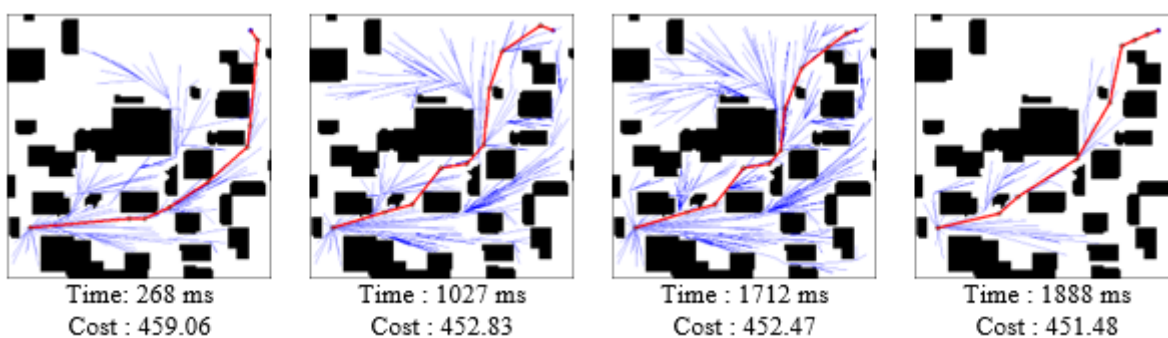 Time: 268 ms
Cost : 459.06
Time : 1027 ms
Cost : 452.83
Time : 1712 ms
Cost : 452.47
Time : 1888 ms
Cost : 451.48